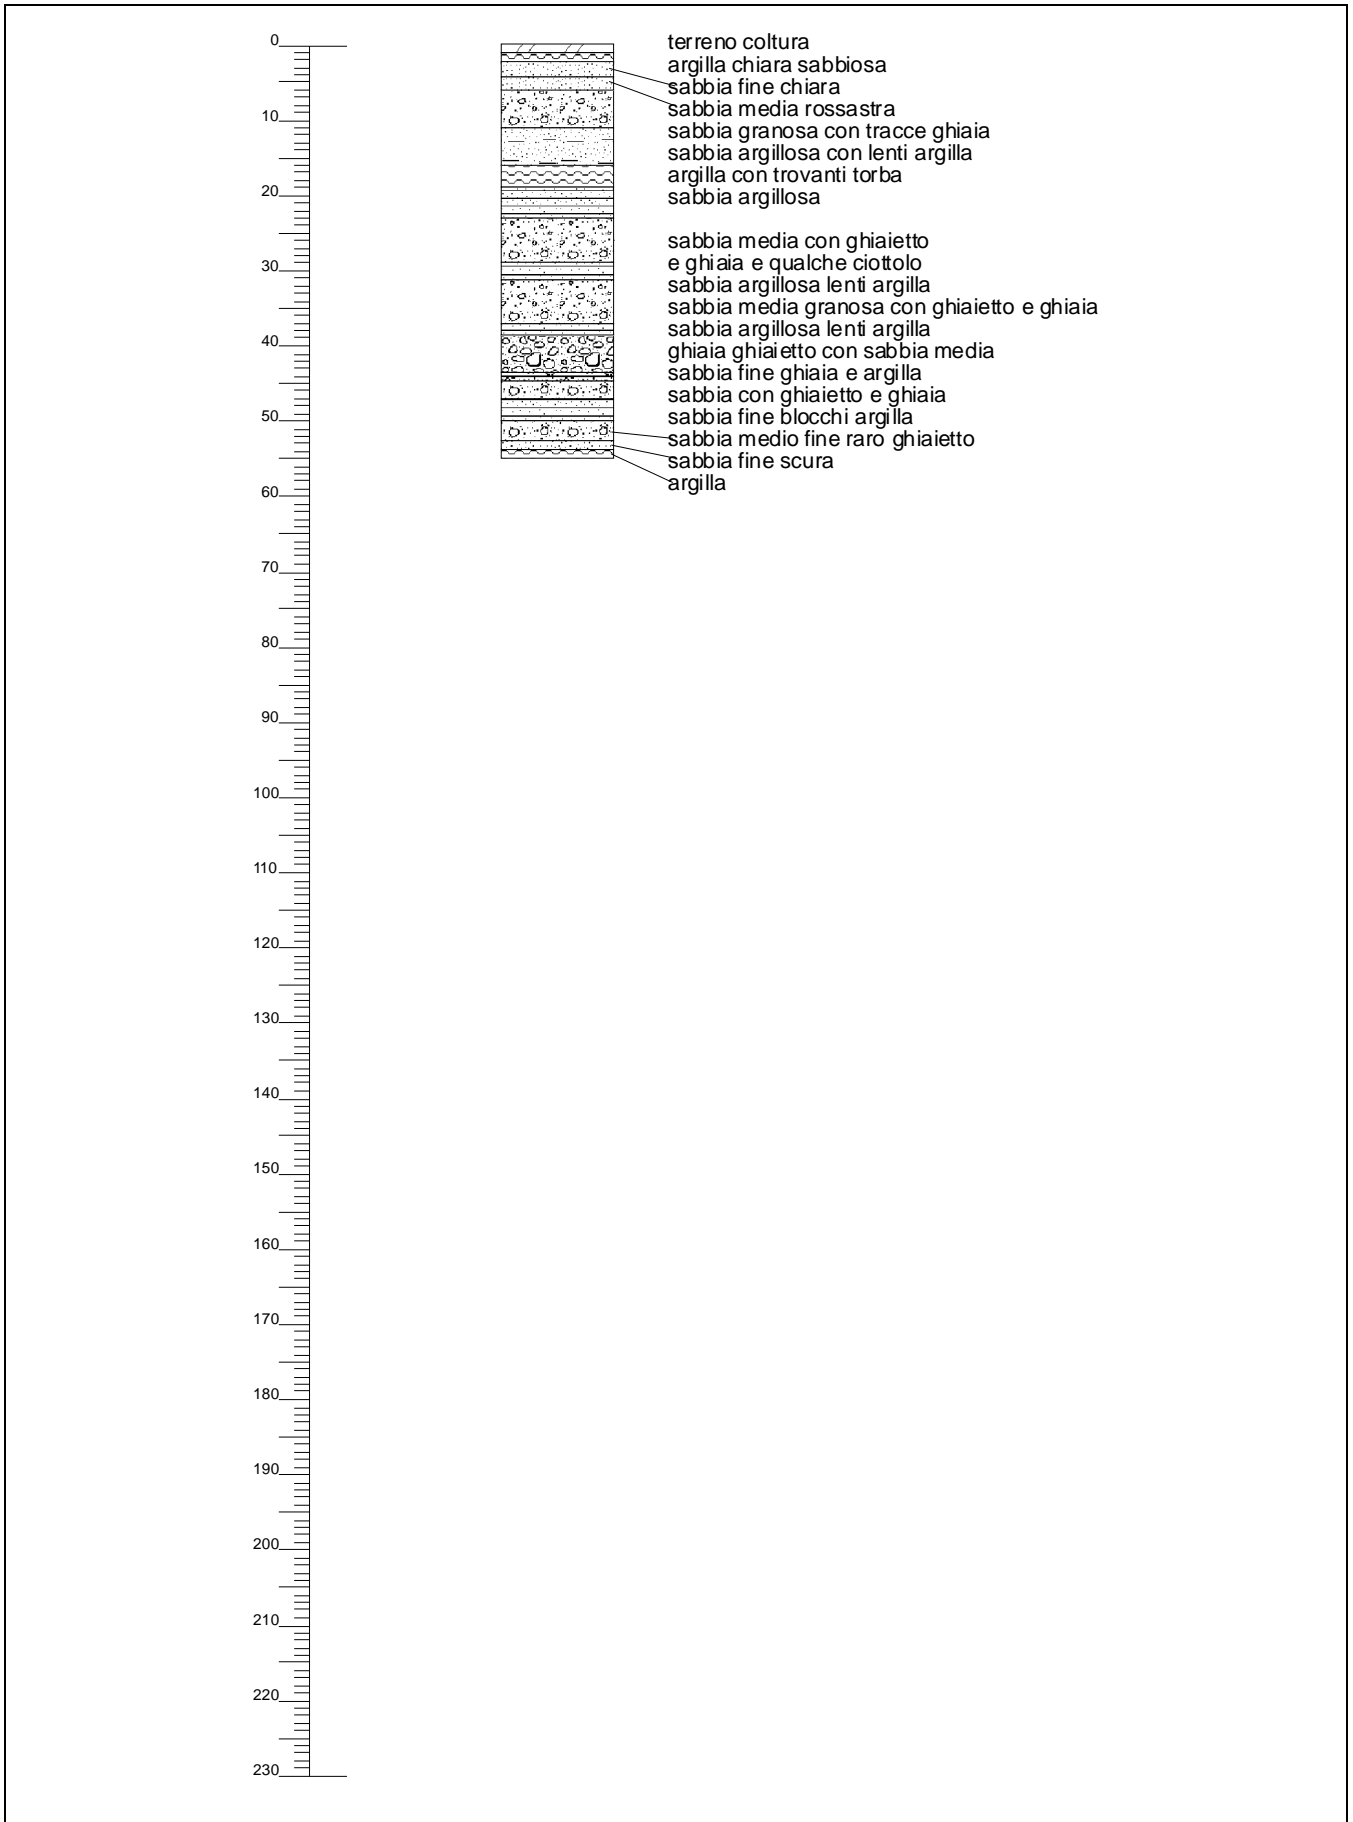 0
10
20
30
40
50
60
70
80
90
100
110
120
130
140
150
160
170
180
190
200
210
220
230
terreno coltura
argilla chiara sabbiosa
sabbia fine chiara
sabbia media rossastra
sabbia granosa con tracce ghiaia
sabbia argillosa con lenti argilla
argilla con trovanti torba
sabbia argillosa
sabbia media con ghiaietto
e ghiaia e qualche ciottolo
sabbia argillosa lenti argilla
sabbia media granosa con ghiaietto e ghiaia
sabbia argillosa lenti argilla
ghiaia ghiaietto con sabbia media
sabbia fine ghiaia e argilla
sabbia con ghiaietto e ghiaia
sabbia fine blocchi argilla
sabbia medio fine raro ghiaietto
sabbia fine scura
argilla